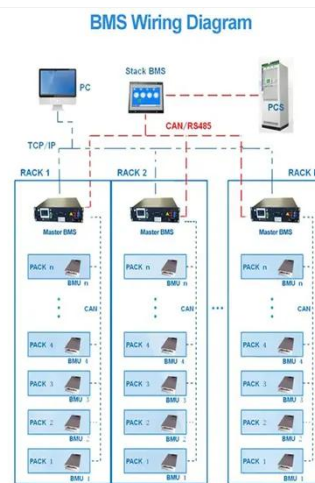 BMS Wiring Diagram
Stack BMS
PC
PCS
CAN/RS485
TCP/IP
RACK 1
RACK 2
RACK
Master BMS
Master BMS
Master BMS
PACK n
BMU n
PACK n
BMU n
PACK n
BMU n
CAN
CAN
CAN
PACK 4
BMU 4
PACK 4
BMU 4
PACK 4
BMU 4
PACK 3
BMU 3
PACK 3
BMU 3
PACK 3
BMU 3
PACK 2
BMU 2
PACK 2
BMU 2
PACK 2
BMU 2
PACK 1
BMU 1
PACK 1
BMU 1
PACK 1
BMU 1